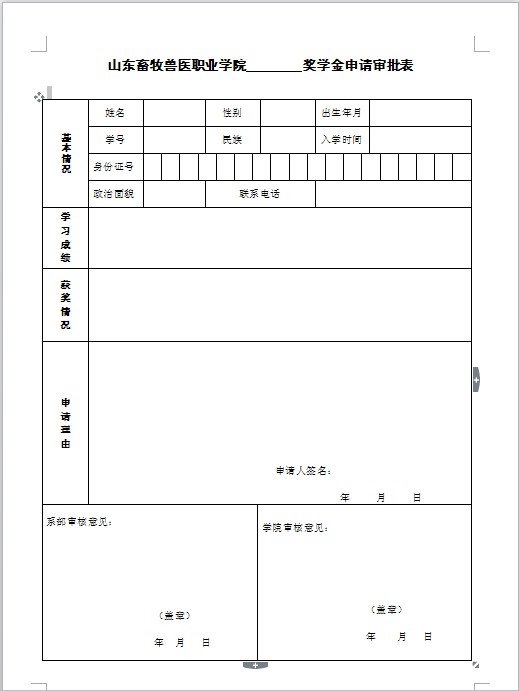 山东畜牧兽医职业学院________奖学金申请审批表
基本情况
姓名 性别 出生年月
学号 民族 入学时间
身份证号
政治面貌 联系电话
学习成绩
获奖情况
申请理由
申请人签名：
年 月 日
系部审核意见： 学院审核意见：
（盖章） （盖章）
年 月 日 年 月 日